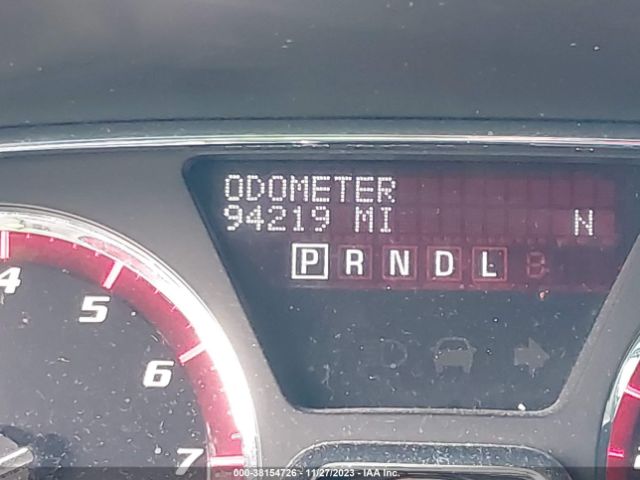 ODOMETER
94219 MI N
P R N D L
4
5
6
7
000-38154726 - 11/27/2023 - IAA Inc.